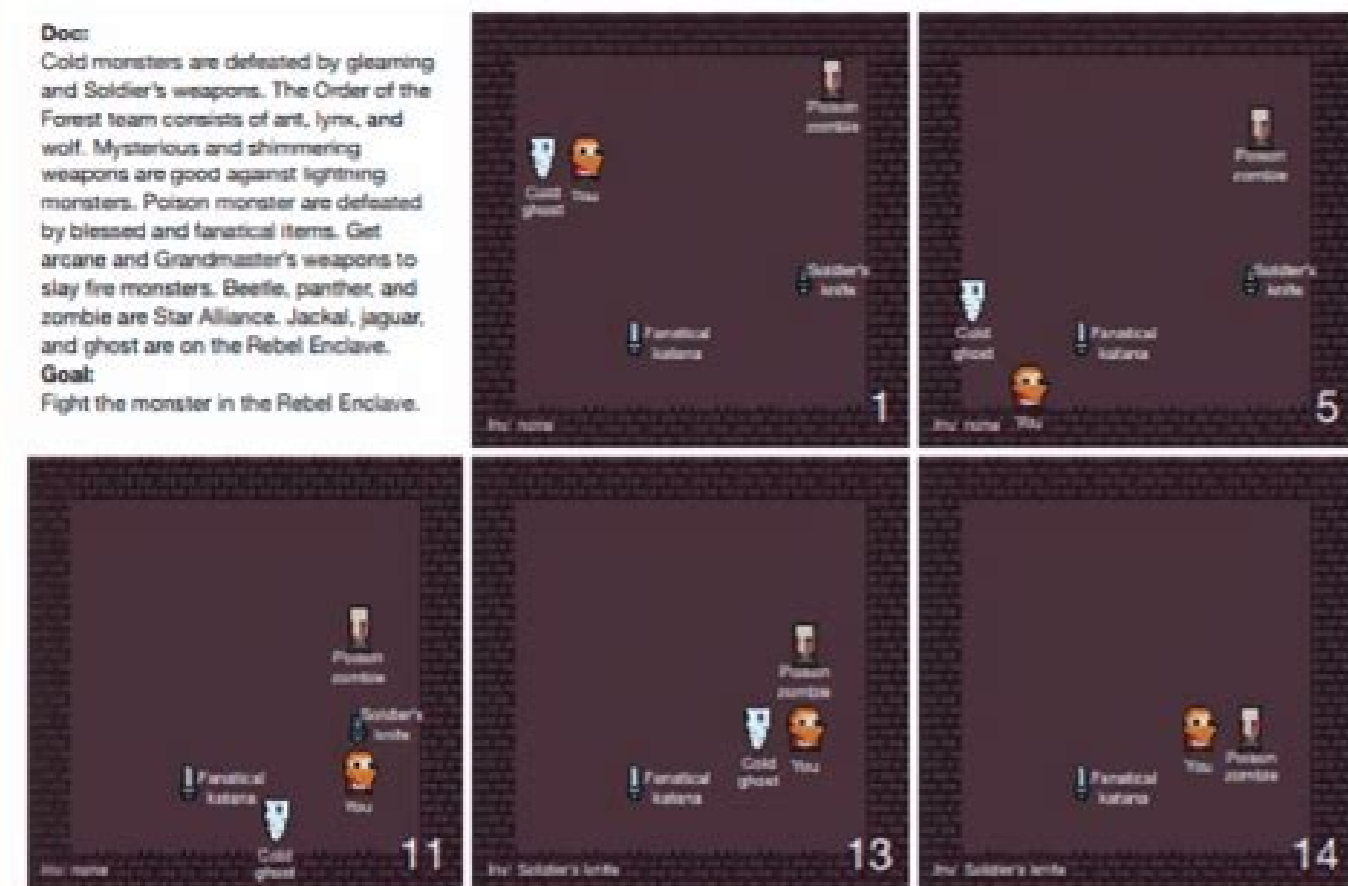 Doc:
Cold monsters are defeated by gleaming
and Soldier's weapons. The Order of the
Forest team consists of ant, lynx, and
wolf. Mysterious and shimmering
weapons are good against lightning
monsters. Poison monster are defeated
by blessed and fanatical items. Get
arcane and Grandmaster's weapons to
slay fire monsters. Beetle, panther, and
zombie are Star Alliance. Jackal, jaguar,
and ghost are on the Rebel Enclave.
Goal:
Fight the monster in the Rebel Enclave.
Poison
zombie
Cold
ghost
You
Soldier's
knife
Fanatical
katana
Inv: none
1
Poison
zombie
Soldier's
knife
Cold
ghost
Fanatical
katana
You
Inv: none
5
Poison
zombie
Soldier's
knife
Fanatical
katana
You
Cold
ghost
Inv: none
11
Poison
zombie
Cold
ghost
You
Fanatical
katana
Inv: Soldier's knife
13
You
Poison
zombie
Fanatical
katana
Inv: Soldier's knife
14